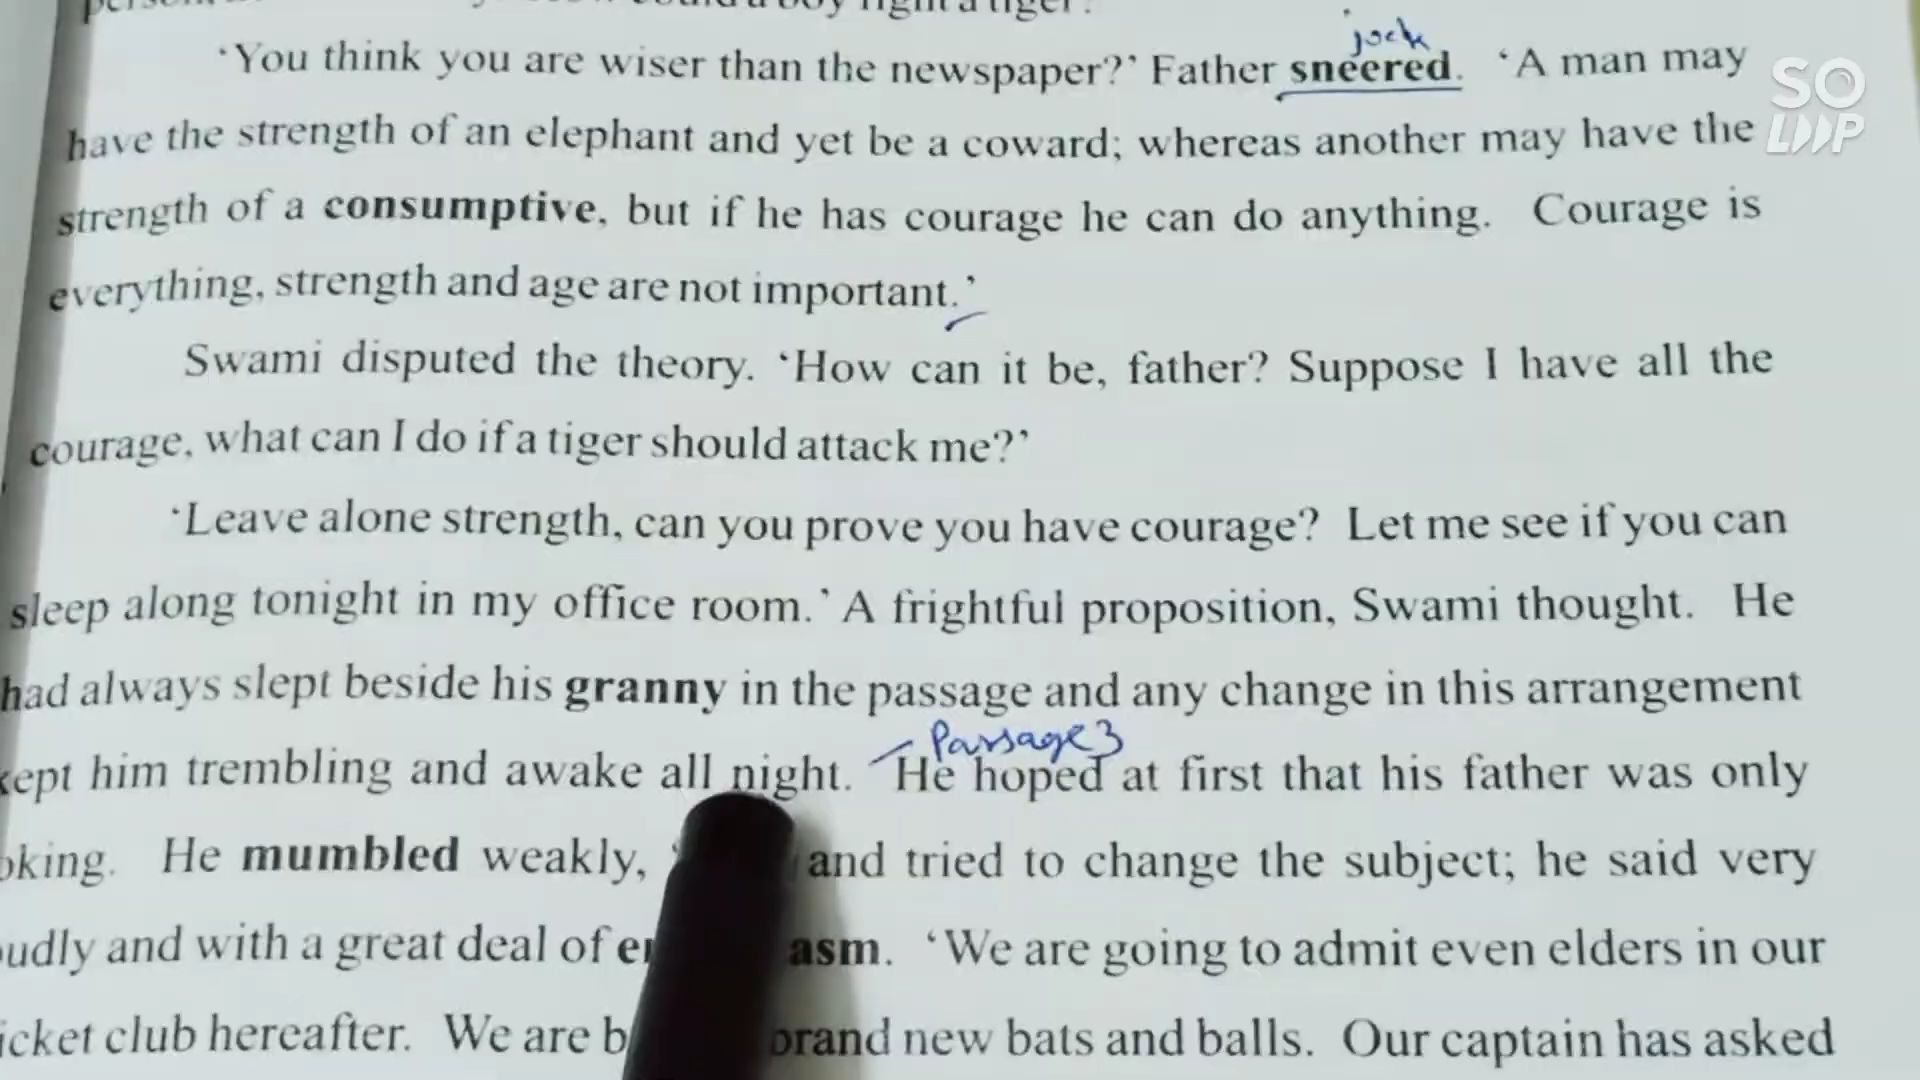 jock
'You think you are wiser than the newspaper?' Father sneered. 'A man may
have the strength of an elephant and yet be a coward; whereas another may have the
strength of a consumptive, but if he has courage he can do anything. Courage is
everything, strength and age are not important.'
Swami disputed the theory. 'How can it be, father? Suppose I have all the
courage, what can I do if a tiger should attack me?'
'Leave alone strength, can you prove you have courage? Let me see if you can
sleep along tonight in my office room.' A frightful proposition, Swami thought. He
had always slept beside his granny in the passage and any change in this arrangement
Passage 3
kept him trembling and awake all night. He hoped at first that his father was only
He mumbled weakly, and tried to change the subject; he said very
and with a great deal of asm. 'We are going to admit even elders in our
club hereafter. We are brand new bats and balls. Our captain has asked
SOLOOP